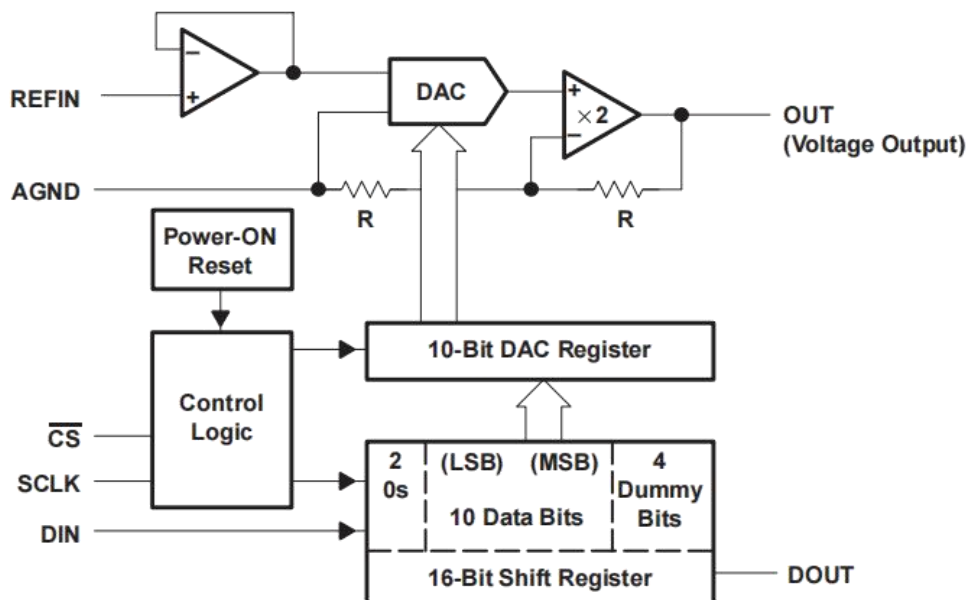 −
+
REFIN
DAC
+
× 2
−
OUT
(Voltage Output)
AGND
R
R
Power-ON
Reset
10-Bit DAC Register
Control
Logic
CS
SCLK
DIN
2
0s
(LSB) (MSB)
10 Data Bits
4
Dummy
Bits
16-Bit Shift Register
DOUT